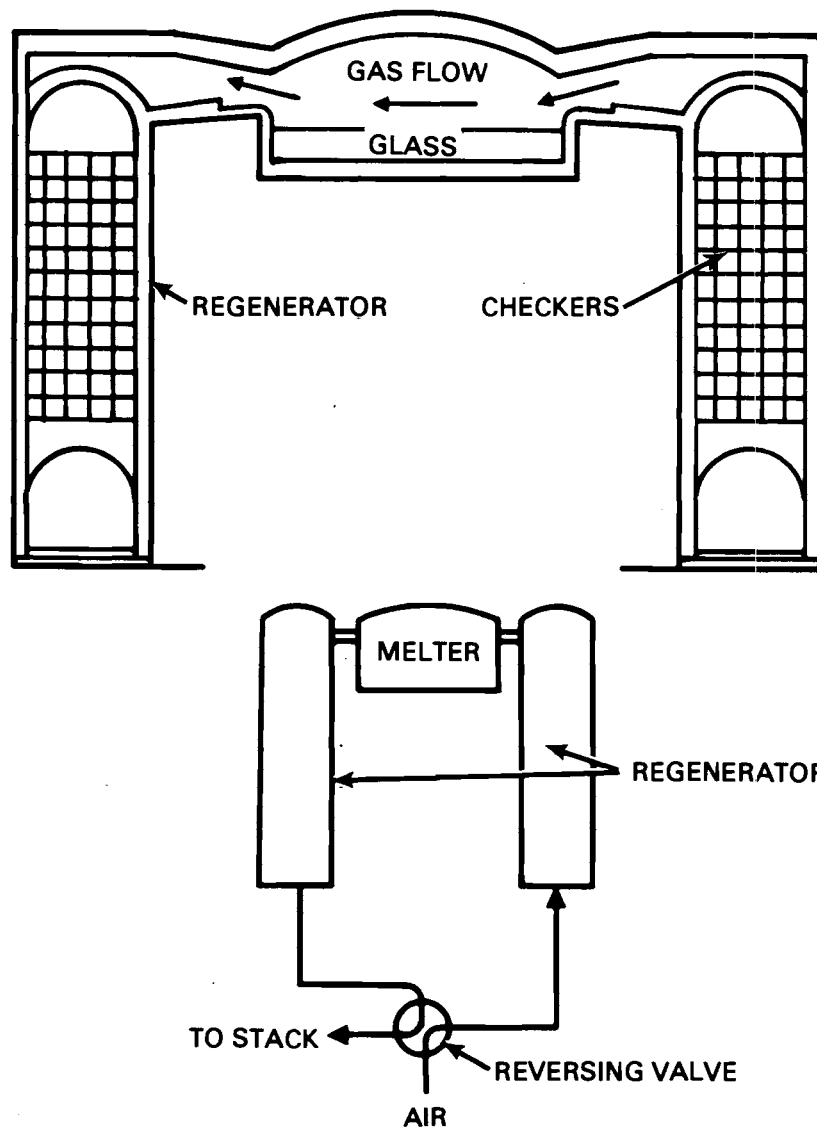 GAS FLOW
GLASS
REGENERATOR
CHECKERS
MELTER
REGENERATOR
TO STACK
REVERSING VALVE
AIR